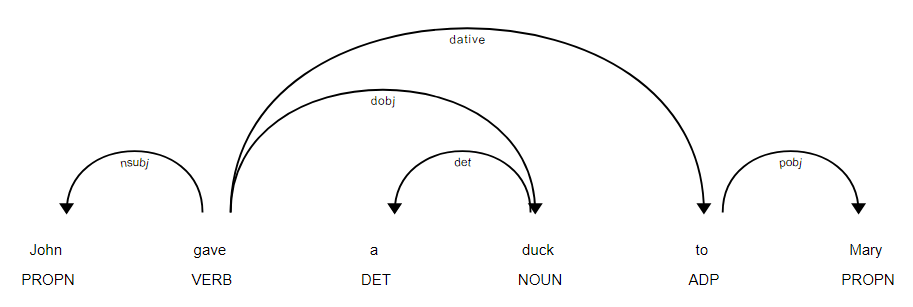 dative
dobj
nsubj det pobj
John gave a duck to Mary
PROPN VERB DET NOUN ADP PROPN